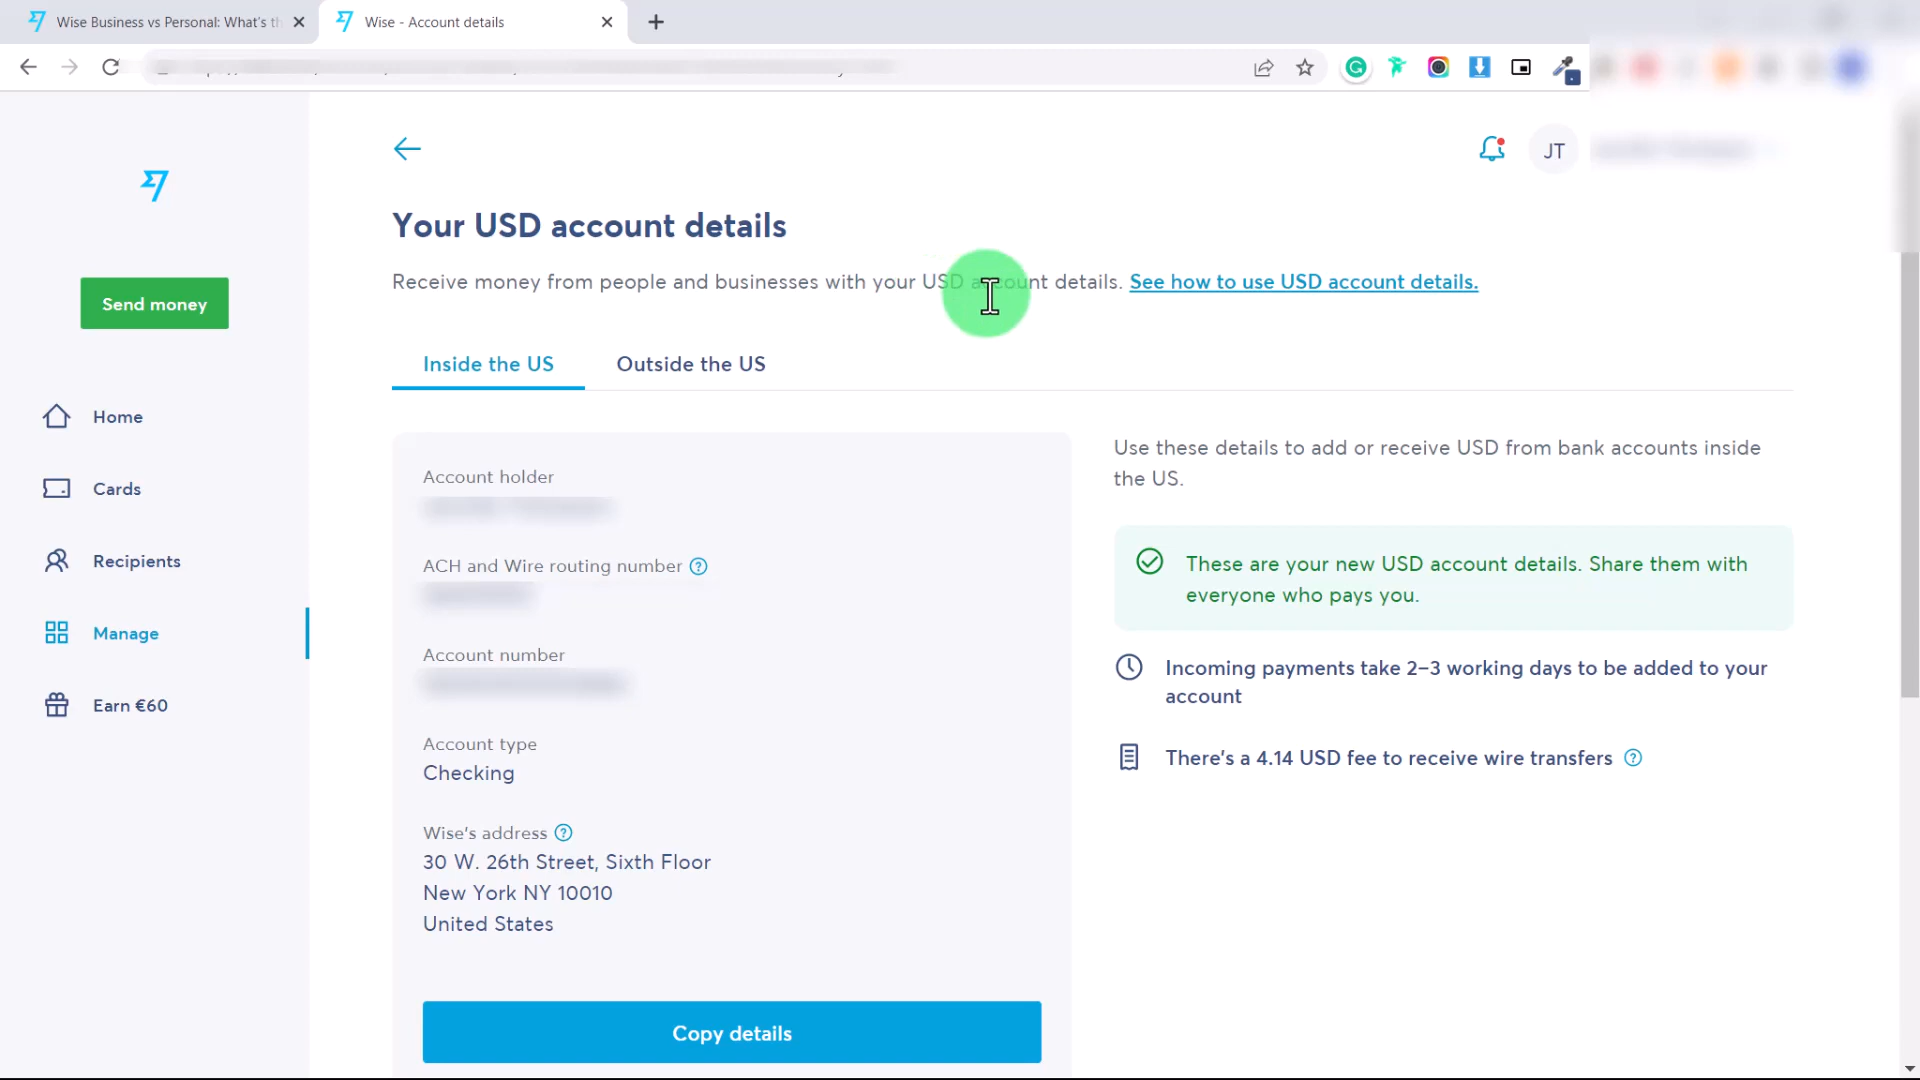 Wise Business vs Personal: What's th
Wise - Account details
JT
Your USD account details
Receive money from people and businesses with your USD account details. See how to use USD account details.
Send money
Inside the US
Outside the US
Home
Cards
Recipients
Manage
Earn €60
Account holder
ACH and Wire routing number
Account number
Account type
Checking
Wise's address
30 W. 26th Street, Sixth Floor
New York NY 10010
United States
Copy details
Use these details to add or receive USD from bank accounts inside
the US.
These are your new USD account details. Share them with
everyone who pays you.
Incoming payments take 2–3 working days to be added to your
account
There's a 4.14 USD fee to receive wire transfers